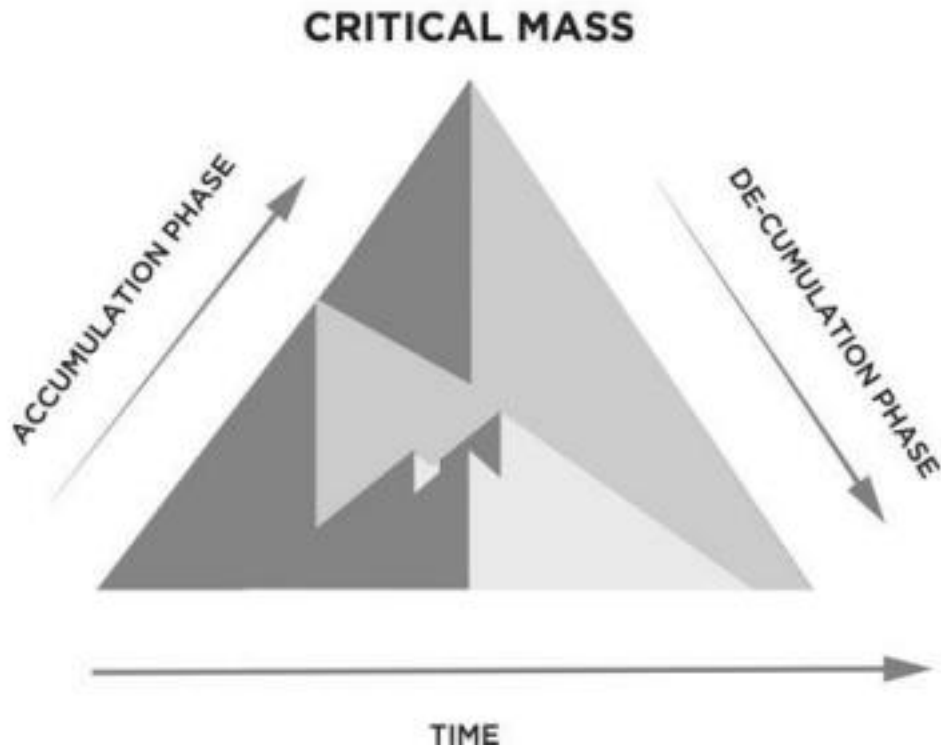 CRITICAL MASS
ACCUMULATION PHASE
DE-CUMULATION PHASE
TIME